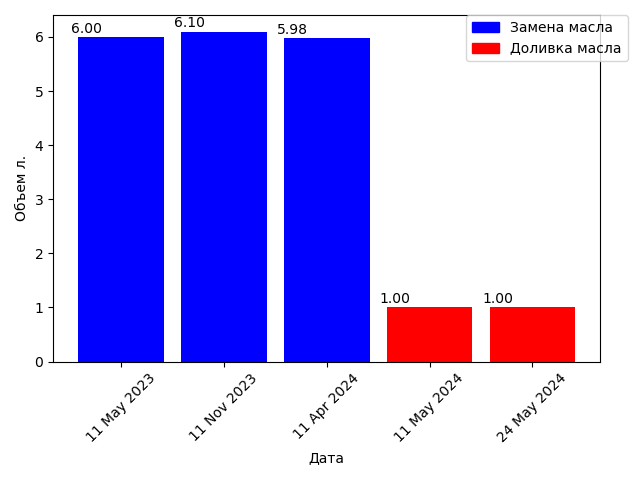 6.00
6.10
5.98
1.00
1.00
Замена масла
Доливка масла
Объем л.
6
5
4
3
2
1
0
11 May 2023
11 Nov 2023
11 Apr 2024
11 May 2024
24 May 2024
Дата